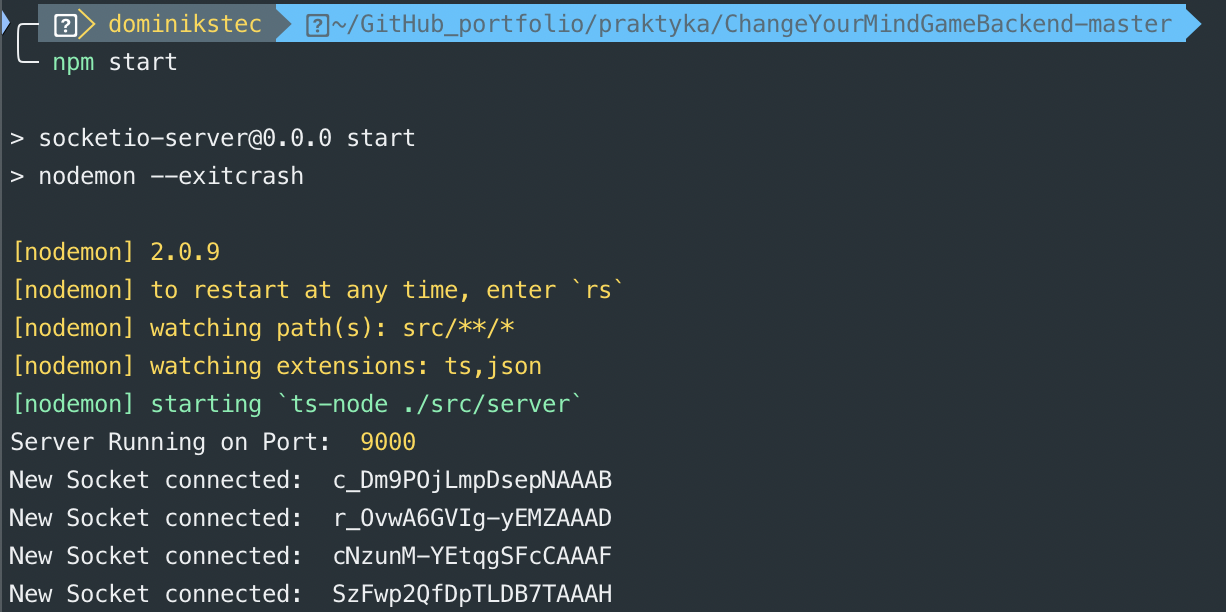 dominikstec ~/GitHub_portfolio/praktyka/ChangeYourMindGameBackend-master
npm start
> socketio-server@0.0.0 start
> nodemon --exitcrash
[nodemon] 2.0.9
[nodemon] to restart at any time, enter `rs`
[nodemon] watching path(s): src/**/*
[nodemon] watching extensions: ts,json
[nodemon] starting `ts-node ./src/server`
Server Running on Port:  9000
New Socket connected:  c_Dm9POjLmpDsepNAAAB
New Socket connected:  r_OvwA6GVIg-yEMZAAAD
New Socket connected:  cNzunM-YEtqgSFcCAAAF
New Socket connected:  SzFwp2QfDpTLDB7TAAAH